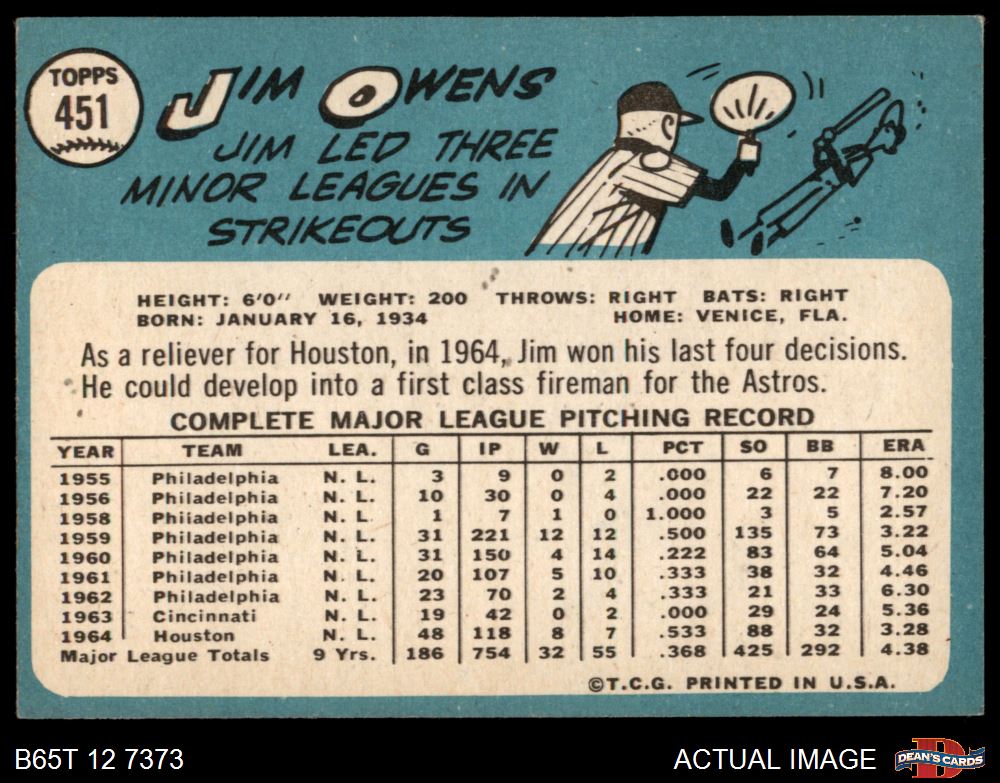 TOPPS
451
JIM OWENS
JIM LED THREE
MINOR LEAGUES IN
STRIKEOUTS
HEIGHT: 6'0" WEIGHT: 200 THROWS: RIGHT BATS: RIGHT
BORN: JANUARY 16, 1934 HOME: VENICE, FLA.
As a reliever for Houston, in 1964, Jim won his last four decisions.
He could develop into a first class fireman for the Astros.
COMPLETE MAJOR LEAGUE PITCHING RECORD
YEAR TEAM LEA. G IP W L PCT SO BB ERA
1955 Philadelphia N. L. 3 9 0 2 .000 6 7 8.00
1956 Philadelphia N. L. 10 30 0 4 .000 22 22 7.20
1958 Philadelphia N. L. 1 7 1 0 1.000 3 5 2.57
1959 Philadelphia N. L. 31 221 12 12 .500 135 73 3.22
1960 Philadelphia N. L. 31 150 4 14 .222 83 64 5.04
1961 Philadelphia N. L. 20 107 5 10 .333 38 32 4.46
1962 Philadelphia N. L. 23 70 2 4 .333 21 33 6.30
1963 Cincinnati N. L. 19 42 0 2 .000 29 24 5.36
1964 Houston N. L. 48 118 8 7 .533 88 32 3.28
Major League Totals 9 Yrs. 186 754 32 55 .368 425 292 4.38
©T.C.G. PRINTED IN U.S.A.
B65T 12 7373 ACTUAL IMAGE D DEAN'S CARDS